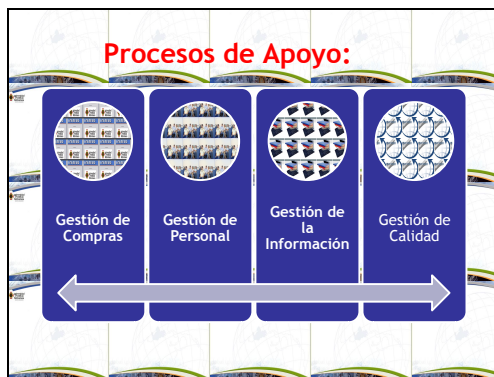 Procesos de Apoyo:
Gestión de
Compras
Gestión de
Personal
Gestión de
la
Información
Gestión de
Calidad